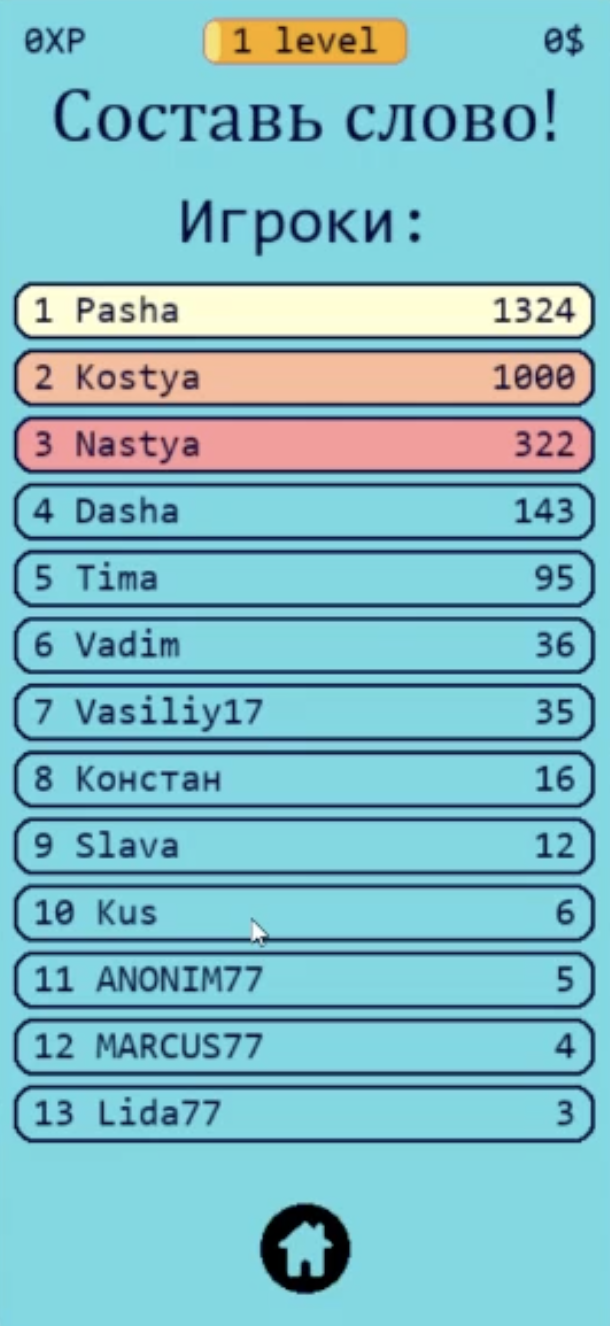 0XP 1 level 0$
Составь слово!
Игроки:
1 Pasha 1324
2 Kostya 1000
3 Nastya 322
4 Dasha 143
5 Tima 95
6 Vadim 36
7 Vasiliy17 35
8 Констан 16
9 Slava 12
10 Kus 6
11 ANONIM77 5
12 MARCUS77 4
13 Lida77 3